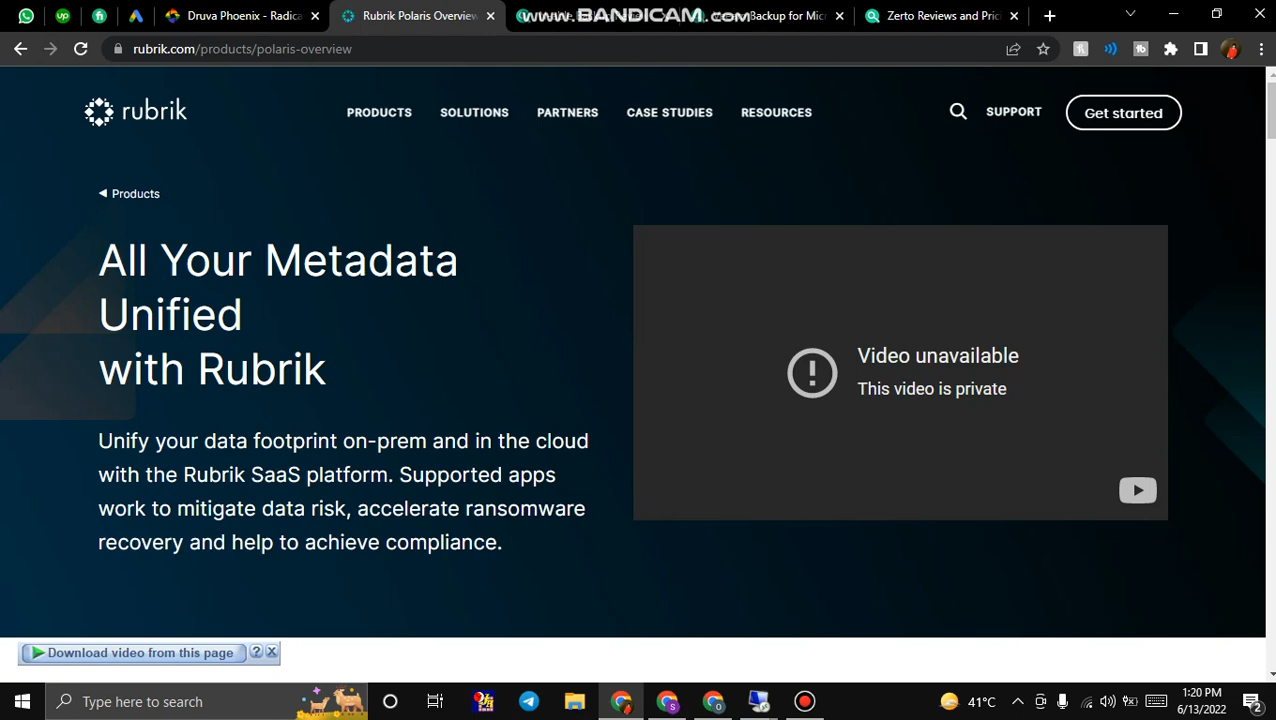 Druva Phoenix - Radica
Rubrik Polaris Overview
www.BANDICAM.com
Backup for Mic
Zerto Reviews and Pric
rubrik.com/products/polaris-overview
rubrik
PRODUCTS
SOLUTIONS
PARTNERS
CASE STUDIES
RESOURCES
SUPPORT
Get started
Products
All Your Metadata
Unified
with Rubrik
Unify your data footprint on-prem and in the cloud
with the Rubrik SaaS platform. Supported apps
work to mitigate data risk, accelerate ransomware
recovery and help to achieve compliance.
Video unavailable
This video is private
Download video from this page
?
Type here to search
41°C
1:20 PM
6/13/2022
2